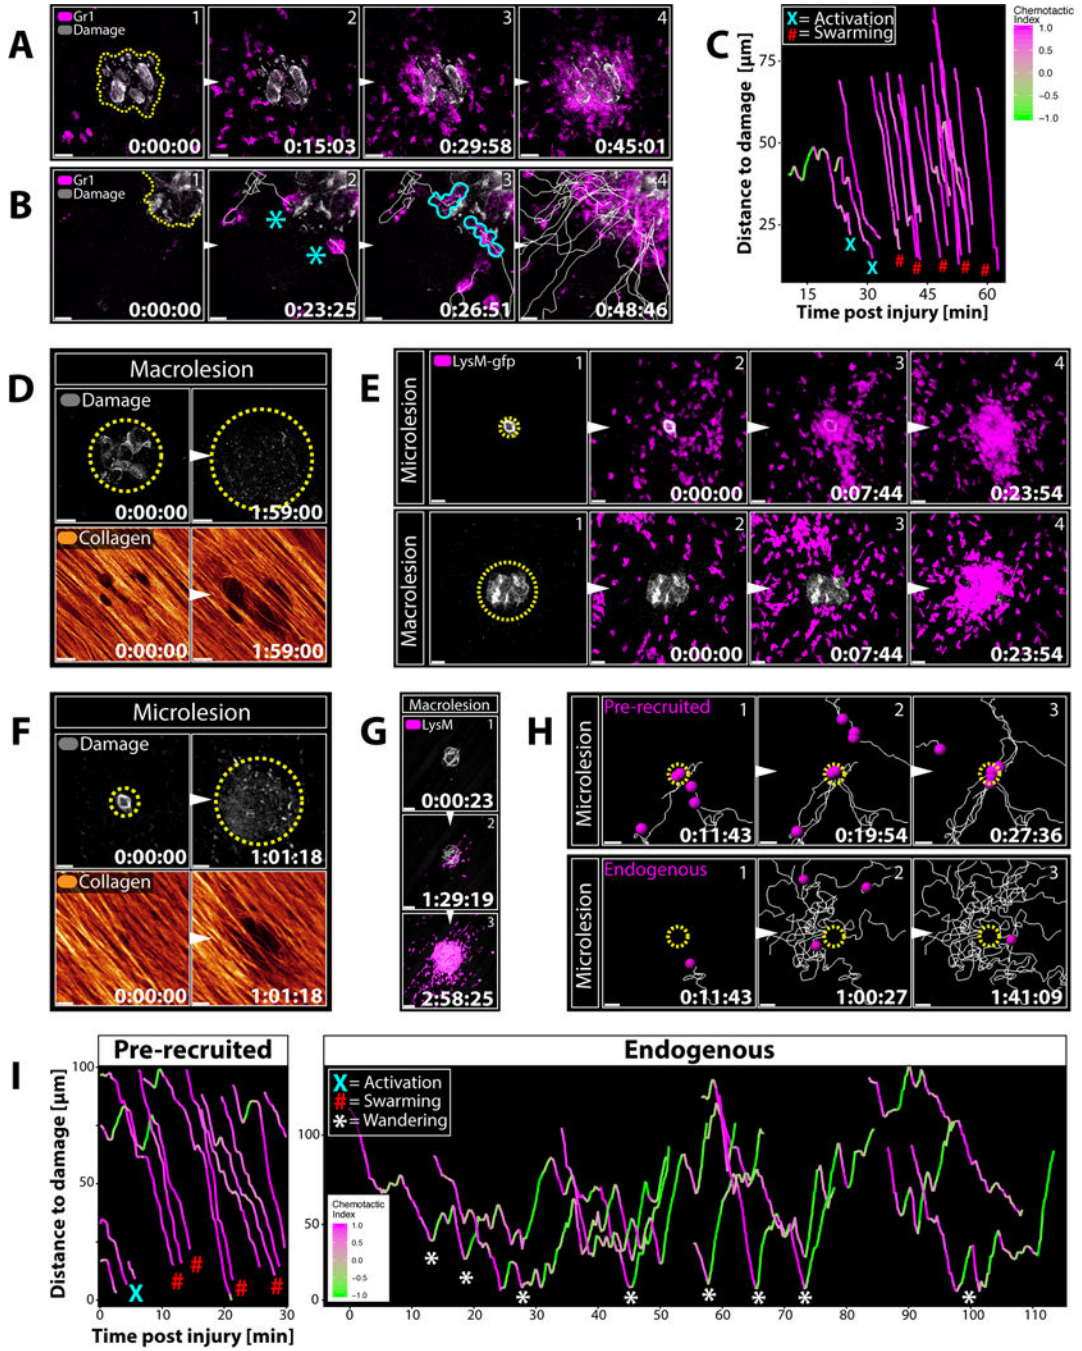 A
Gr1
Damage
1
2
3
4
0:00:00
0:15:03
0:29:58
0:45:01
B
Gr1
Damage
1
2
3
4
*
*
0:00:00
0:23:25
0:26:51
0:48:46
C
X = Activation
# = Swarming
Chemotactic
Index
1.0
0.5
0.0
−0.5
−1.0
Distance to damage [μm]
75
50
25
X
X
#
#
#
#
#
15
30
45
60
Time post injury [min]
D
Macrolesion
Damage
0:00:00
1:59:00
Collagen
0:00:00
1:59:00
E
Microlesion
LysM-gfp
1
2
3
4
0:00:00
0:07:44
0:23:54
Macrolesion
1
2
3
4
0:00:00
0:07:44
0:23:54
F
Microlesion
Damage
0:00:00
1:01:18
Collagen
0:00:00
1:01:18
G
Macrolesion
LysM
1
0:00:23
2
1:29:19
3
2:58:25
H
Microlesion
Pre-recruited
1
2
3
0:11:43
0:19:54
0:27:36
Microlesion
Endogenous
1
2
3
0:11:43
1:00:27
1:41:09
I
Pre-recruited
Distance to damage [μm]
100
50
0
X
#
#
#
#
0
10
20
30
Time post injury [min]
Endogenous
X = Activation
# = Swarming
* = Wandering
100
50
0
Chemotactic
Index
1.0
0.5
0.0
−0.5
−1.0
*
*
*
*
*
*
*
*
0
10
20
30
40
50
60
70
80
90
100
110